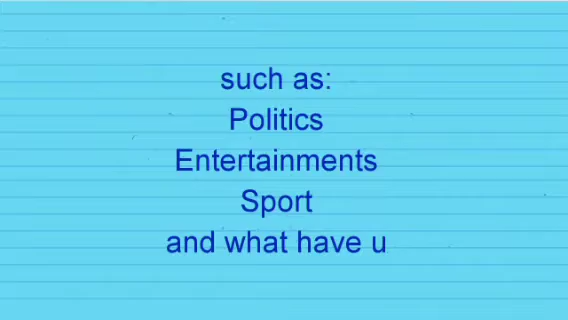 such as:
Politics
Entertainments
Sport
and what have u